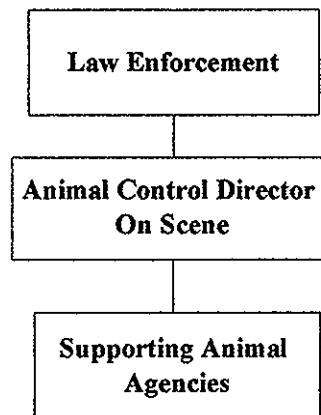 Law Enforcement
Animal Control Director
On Scene
Supporting Animal
Agencies